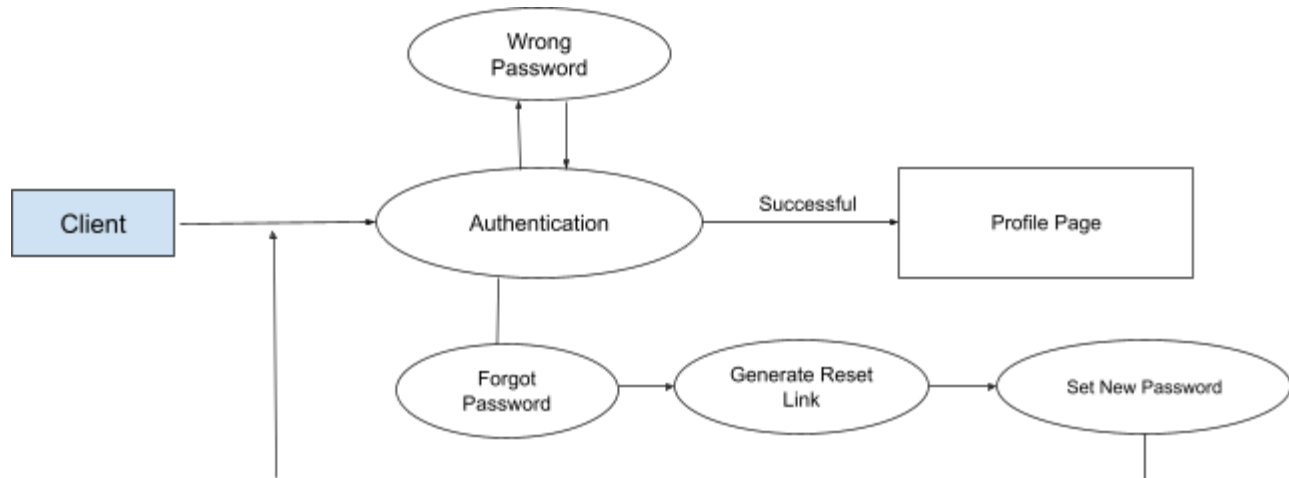 Wrong
Password
Client
Authentication
Successful
Profile Page
Forgot
Password
Generate Reset
Link
Set New Password